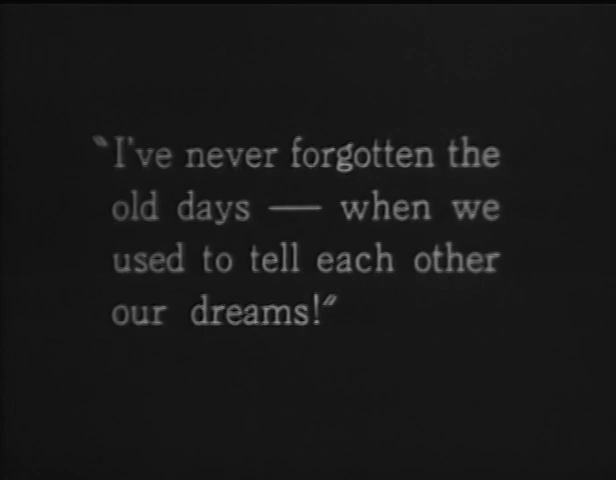 "I've never forgotten the
old days — when we
used to tell each other
our dreams!"